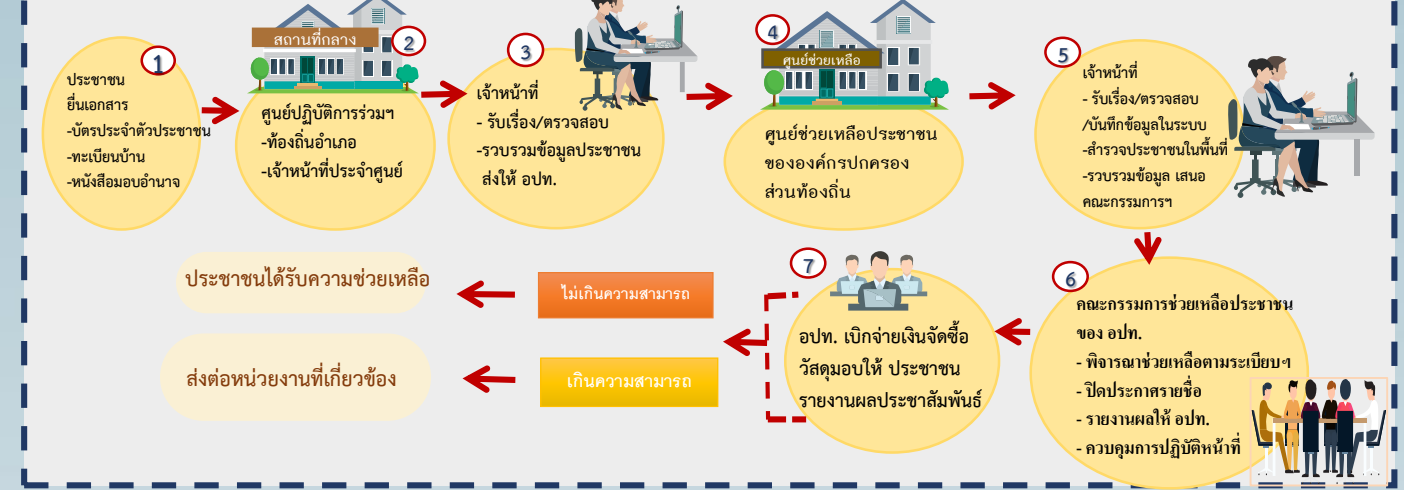 1
ประชาชน
ยื่นเอกสาร
-บัตรประจำตัวประชาชน
-ทะเบียนบ้าน
-หนังสือมอบอำนาจ
สถานที่กลาง
2
ศูนย์ปฏิบัติการร่วมฯ
-ท้องถิ่นอำเภอ
-เจ้าหน้าที่ประจำศูนย์
3
เจ้าหน้าที่
- รับเรื่อง/ตรวจสอบ
-รวบรวมข้อมูลประชาชน
ส่งให้ อปท.
4
ศูนย์ช่วยเหลือ
ศูนย์ช่วยเหลือประชาชน
ขององค์กรปกครอง
ส่วนท้องถิ่น
5
เจ้าหน้าที่
- รับเรื่อง/ตรวจสอบ
/บันทึกข้อมูลในระบบ
-สำรวจประชาชนในพื้นที่
-รวบรวมข้อมูล เสนอ
คณะกรรมการฯ
6
คณะกรรมการช่วยเหลือประชาชน
ของ อปท.
- พิจารณาช่วยเหลือตามระเบียบฯ
- ปิดประกาศรายชื่อ
- รายงานผลให้ อปท.
- ควบคุมการปฏิบัติหน้าที่
7
อปท. เบิกจ่ายเงินจัดซื้อ
วัสดุมอบให้ ประชาชน
รายงานผลประชาสัมพันธ์
ไม่เกินความสามารถ
ประชาชนได้รับความช่วยเหลือ
เกินความสามารถ
ส่งต่อหน่วยงานที่เกี่ยวข้อง